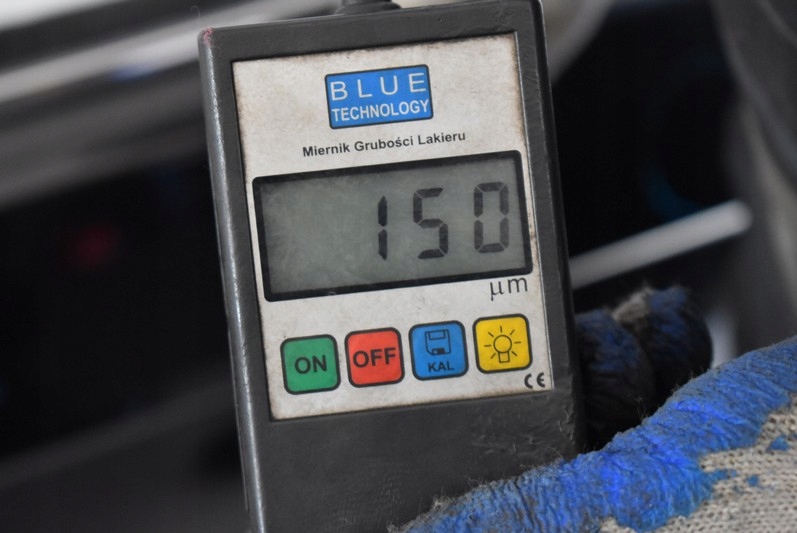 BLUE
TECHNOLOGY
Miernik Grubości Lakieru
150
μm
ON OFF KAL
CE